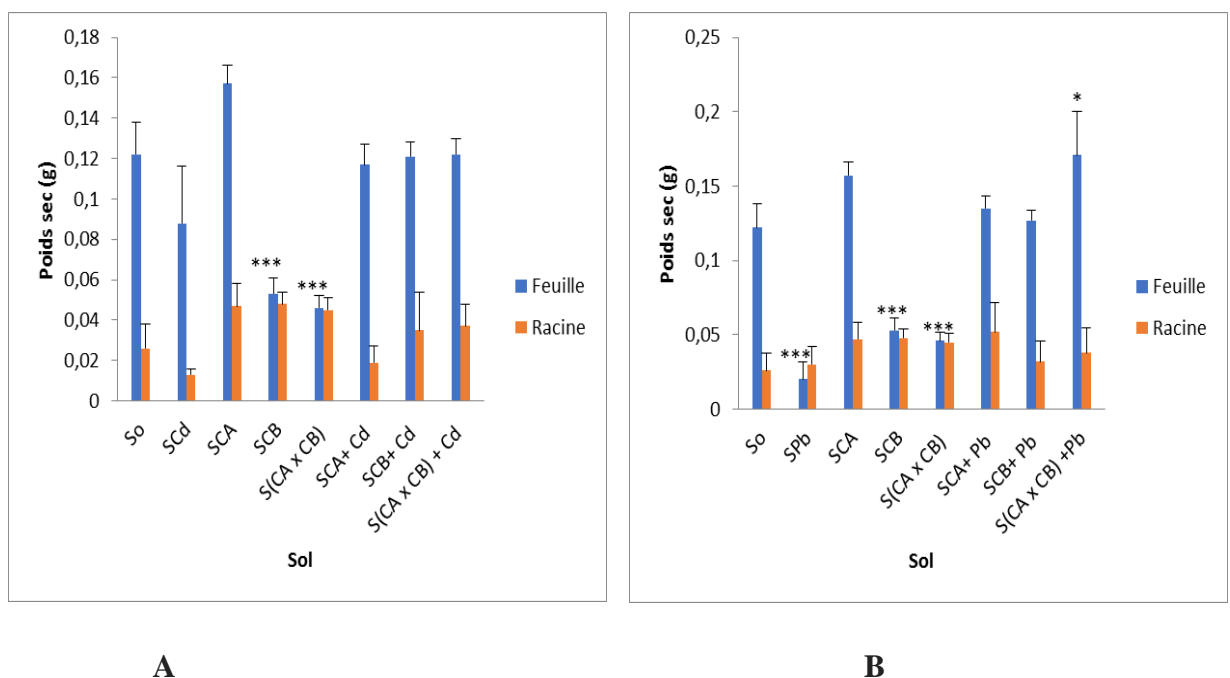 Poids sec (g)
0,18
0,16
0,14
0,12
0,1
0,08
0,06
0,04
0,02
0
***
***
So
SCd
SCA
SCB
S(CA x CB)
SCA+ Cd
SCB+ Cd
S(CA x CB) + Cd
Sol
Feuille
Racine
A
Poids sec (g)
0,25
0,2
0,15
0,1
0,05
0
***
***
***
*
So
SPb
SCA
SCB
S(CA x CB)
SCA+ Pb
SCB+ Pb
S(CA x CB) +Pb
Sol
Feuille
Racine
B